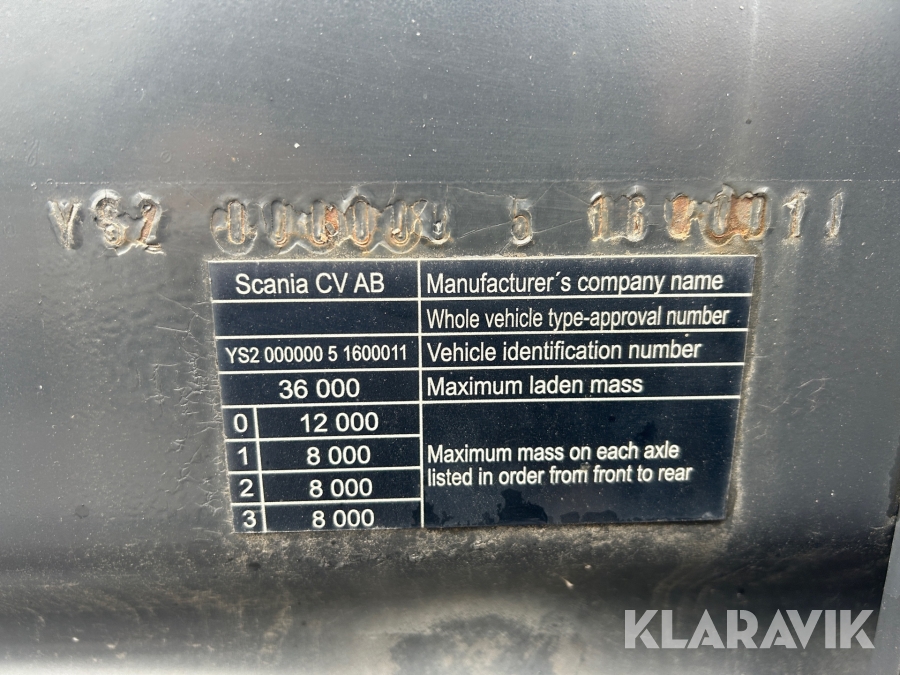 YS2 000000 5 1600011
Scania CV AB Manufacturer´s company name
Whole vehicle type-approval number
YS2 000000 5 1600011 Vehicle identification number
36 000 Maximum laden mass
0 12 000
1 8 000 Maximum mass on each axle
listed in order from front to rear
2 8 000
3 8 000
KLARAVIK